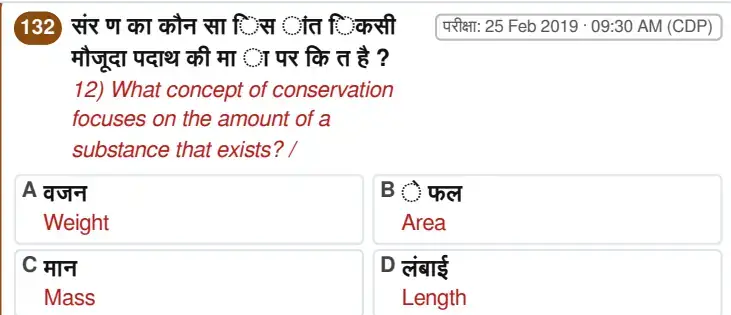 132 संर ण का कौन सा िस ांत िकसी
परीक्षा: 25 Feb 2019 · 09:30 AM (CDP)
मौजूदा पदाथ की मा ा पर कि त है ?
12) What concept of conservation
focuses on the amount of a
substance that exists? /
A वजन
Weight
B े फल
Area
C मान
Mass
D लंबाई
Length